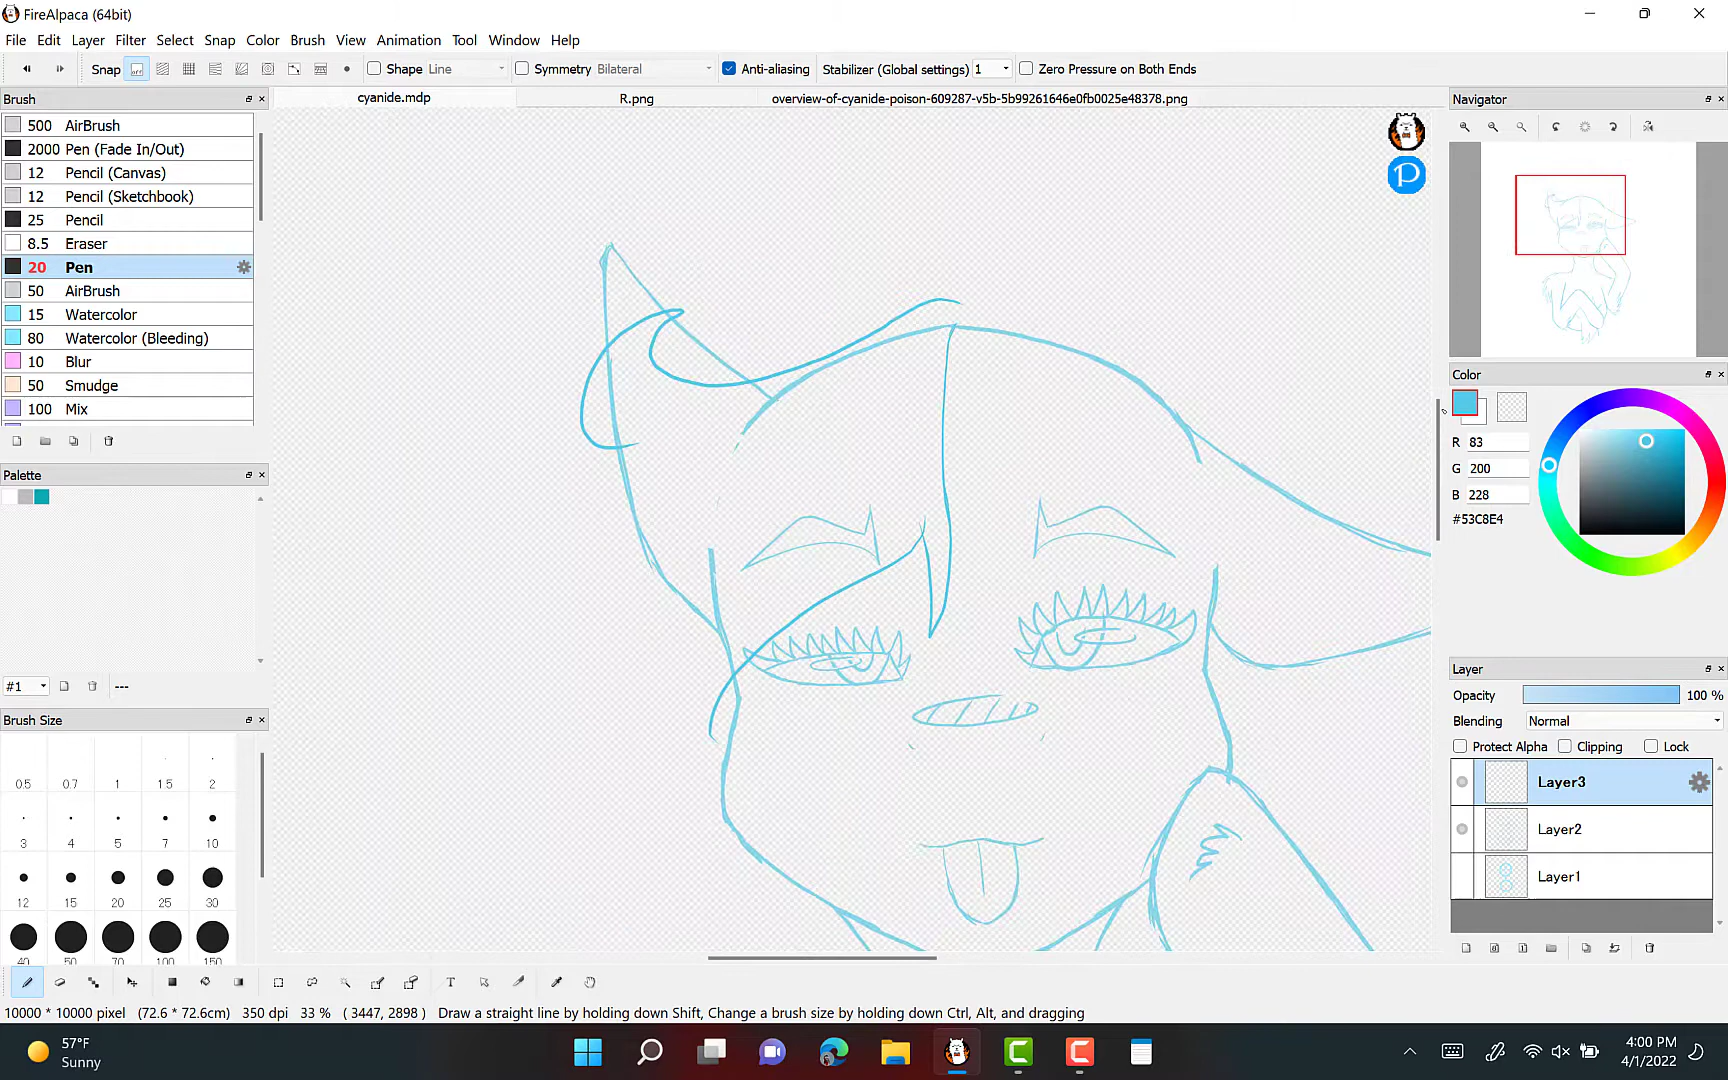 FireAlpaca (64bit)
File Edit Layer Filter Select Snap Color Brush View Animation Tool Window Help
Snap off Shape Line Symmetry Bilateral Anti-aliasing Stabilizer (Global settings) 1 Zero Pressure on Both Ends
Brush
cyanide.mdp R.png overview-of-cyanide-poison-609287-v5b-5b99261646e0fb0025e48378.png
Navigator
500 AirBrush
2000 Pen (Fade In/Out)
12 Pencil (Canvas)
12 Pencil (Sketchbook)
25 Pencil
8.5 Eraser
20 Pen
50 AirBrush
15 Watercolor
80 Watercolor (Bleeding)
10 Blur
50 Smudge
100 Mix
P
Color
R 83
G 200
B 228
#53C8E4
Palette
#1 ---
Brush Size
0.5 0.7 1 1.5 2
3 4 5 7 10
12 15 20 25 30
40 50 70 100 150
Layer
Opacity 100 %
Blending Normal
Protect Alpha Clipping Lock
Layer3
Layer2
Layer1
T
10000 * 10000 pixel (72.6 * 72.6cm) 350 dpi 33 % ( 3447, 2898 ) Draw a straight line by holding down Shift, Change a brush size by holding down Ctrl, Alt, and dragging
57°F
Sunny
4:00 PM
4/1/2022